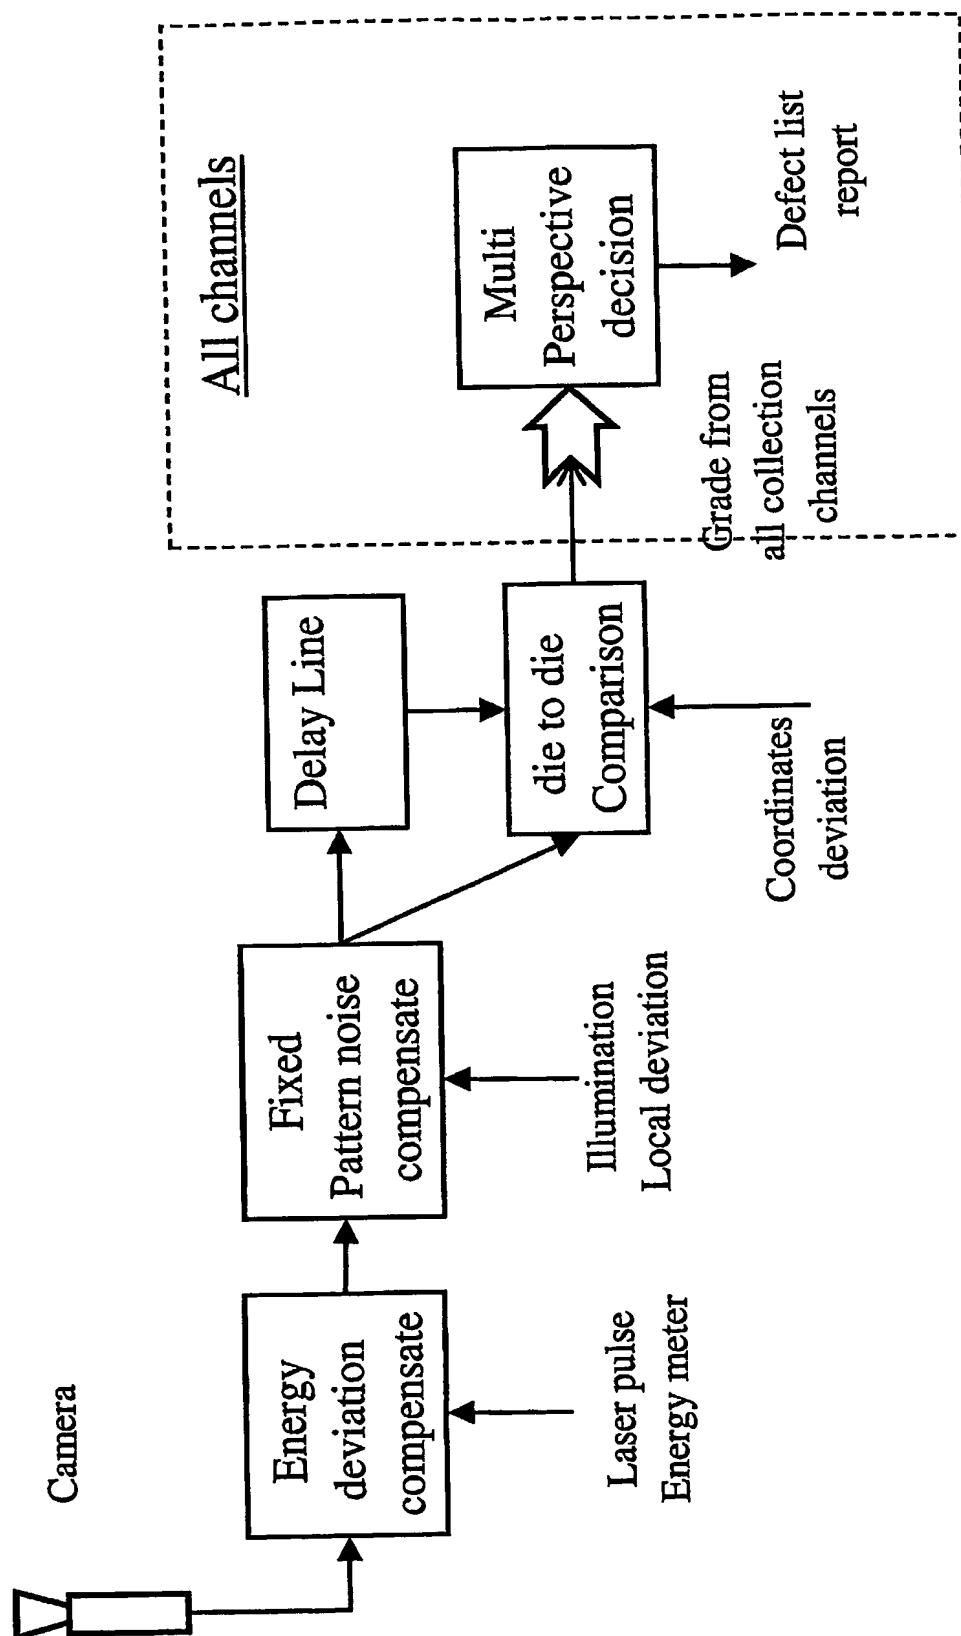 Camera
Energy
deviation
compensate
Laser pulse
Energy meter
Fixed
Pattern noise
compensate
Illumination
Local deviation
Delay Line
die to die
Comparison
Coordinates
deviation
All channels
Multi
Perspective
decision
Grade from
all collection
channels
Defect list
report